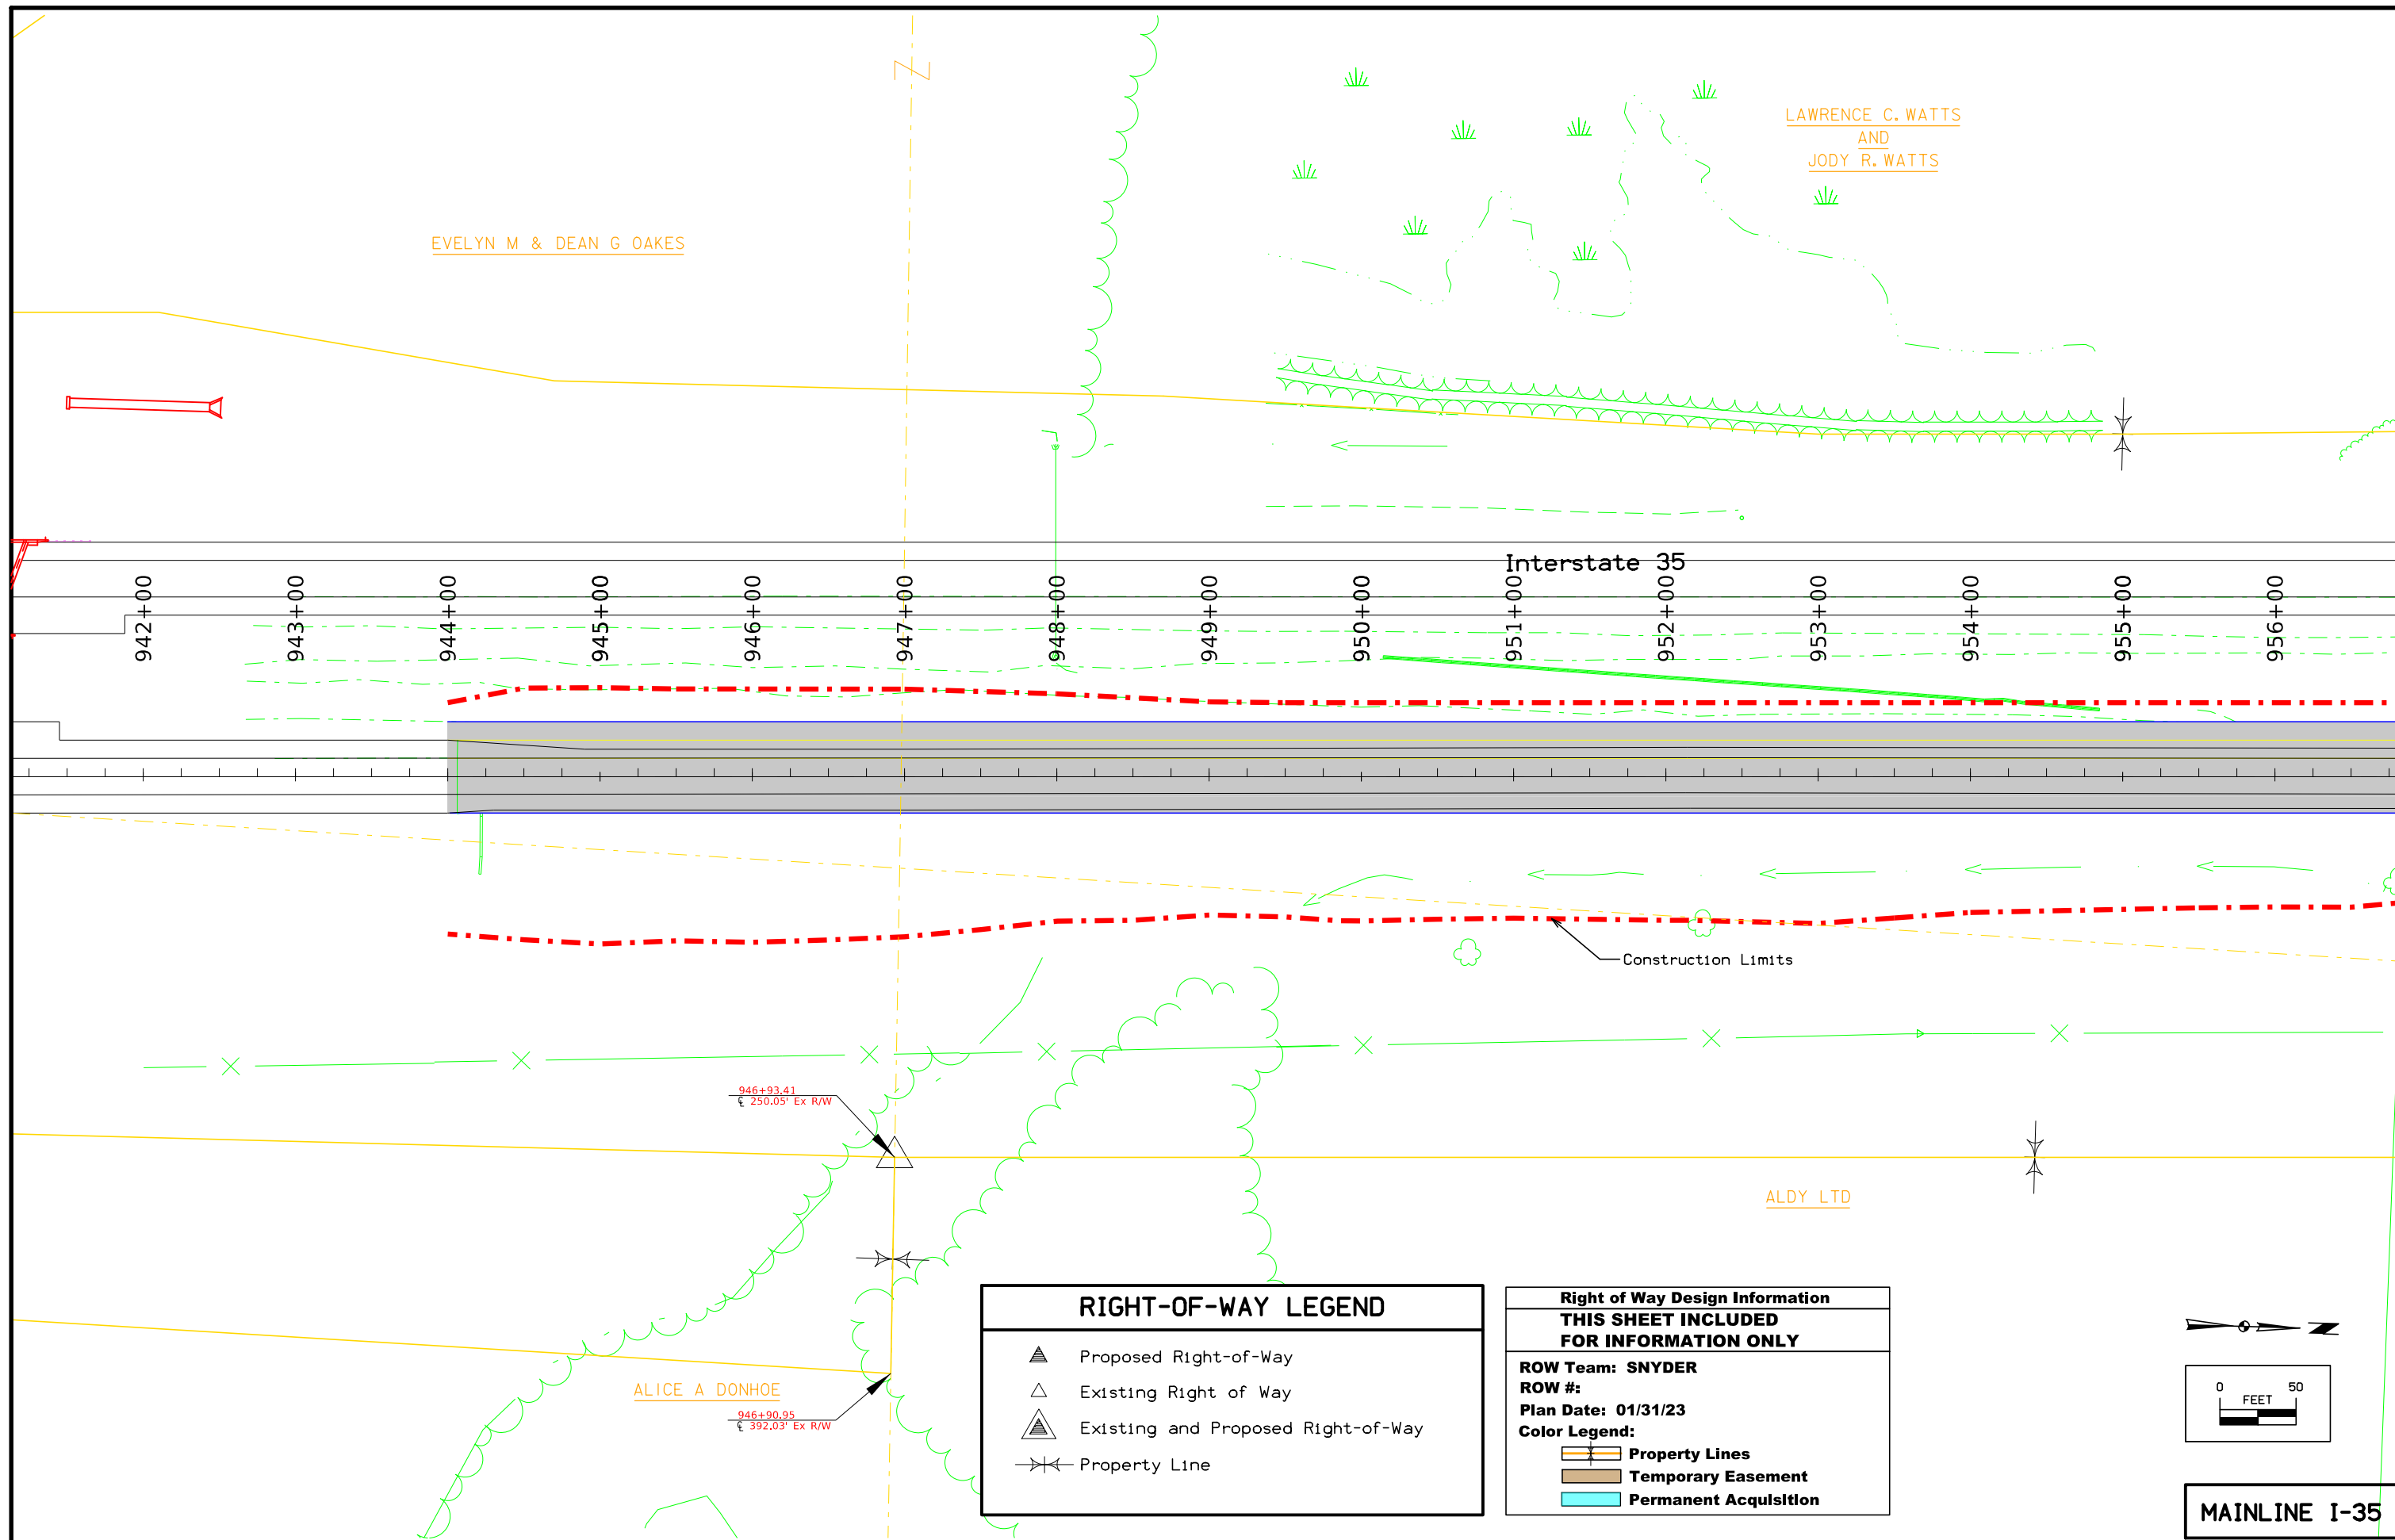 LAWRENCE C. WATTS
AND
JODY R. WATTS
EVELYN M & DEAN G OAKES
Interstate 35
942+00
943+00
944+00
945+00
946+00
947+00
948+00
949+00
950+00
951+00
952+00
953+00
954+00
955+00
956+00
Construction Limits
946+93.41
℄ 250.05' Ex R/W
ALDY LTD
ALICE A DONHOE
946+90.95
℄ 392.03' Ex R/W
RIGHT-OF-WAY LEGEND
Proposed Right-of-Way
Existing Right of Way
Existing and Proposed Right-of-Way
Property Line
Right of Way Design Information
THIS SHEET INCLUDED
FOR INFORMATION ONLY
ROW Team: SNYDER
ROW #:
Plan Date: 01/31/23
Color Legend:
Property Lines
Temporary Easement
Permanent Acquisition
0 50
FEET
MAINLINE I-35